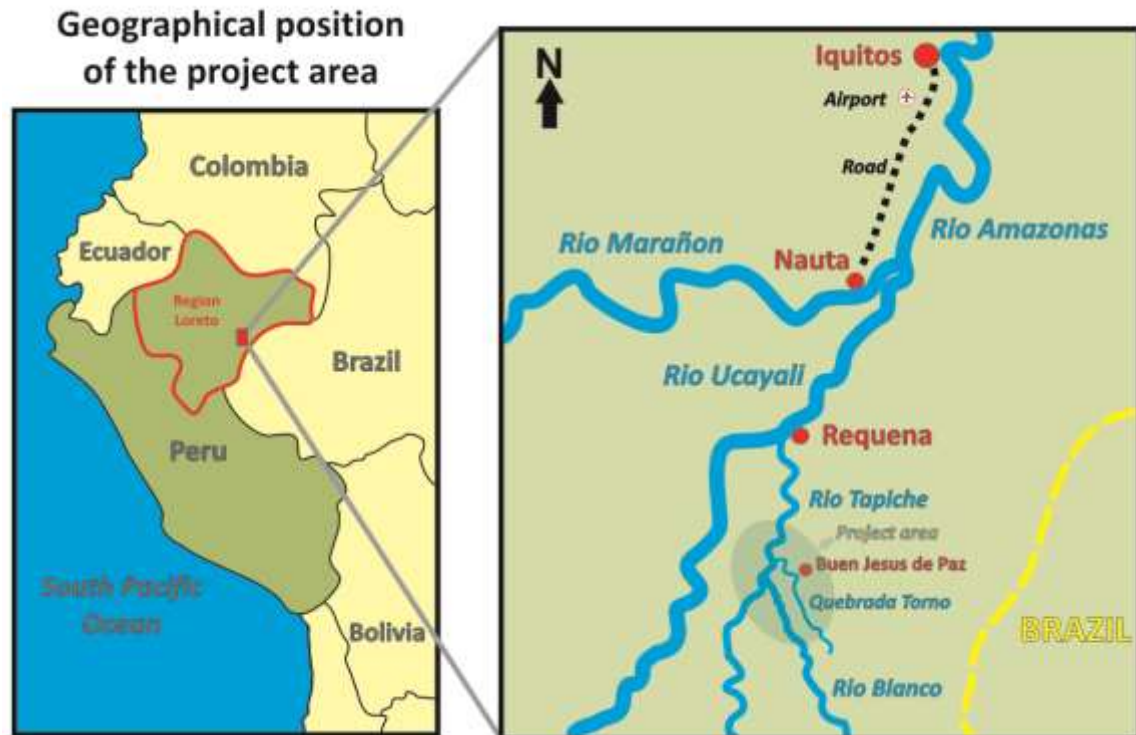 Geographical position
of the project area
Colombia
Ecuador
Region
Loreto
Brazil
Peru
South Pacific
Ocean
Bolivia
N
Iquitos
Airport
Road
Rio Amazonas
Rio Marañon
Nauta
Rio Ucayali
Requena
Rio Tapiche
Project area
Buen Jesus de Paz
Quebrada Torno
BRAZIL
Rio Blanco